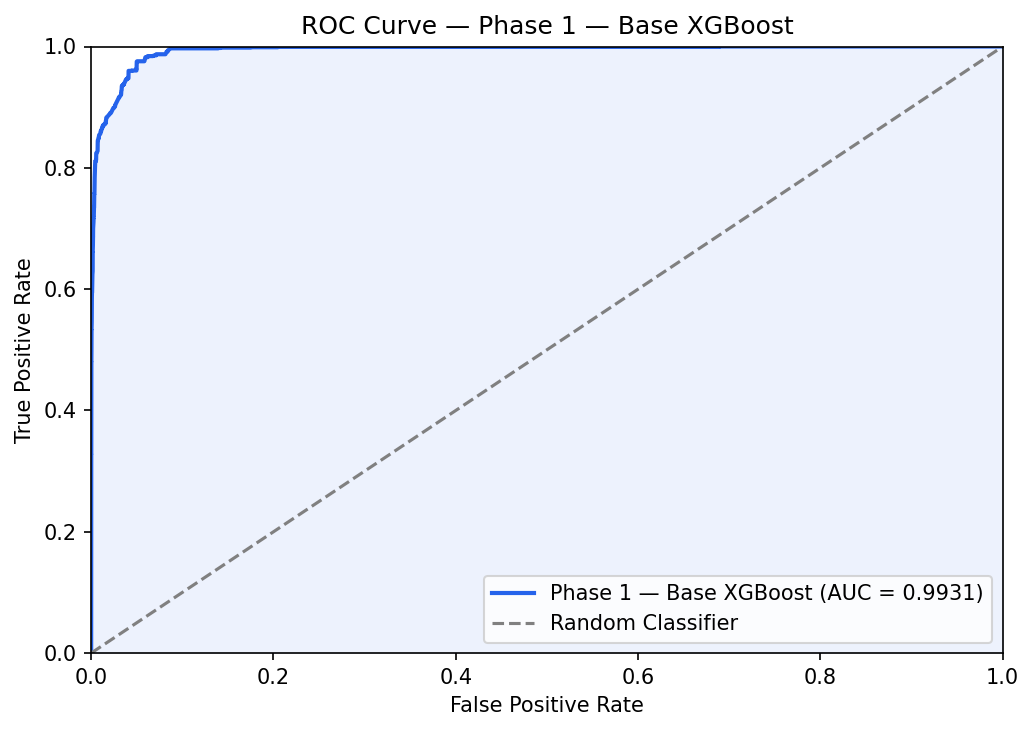 ROC Curve — Phase 1 — Base XGBoost
True Positive Rate
1.0
0.8
0.6
0.4
0.2
0.0
Phase 1 — Base XGBoost (AUC = 0.9931)
Random Classifier
0.0 0.2 0.4 0.6 0.8 1.0
False Positive Rate